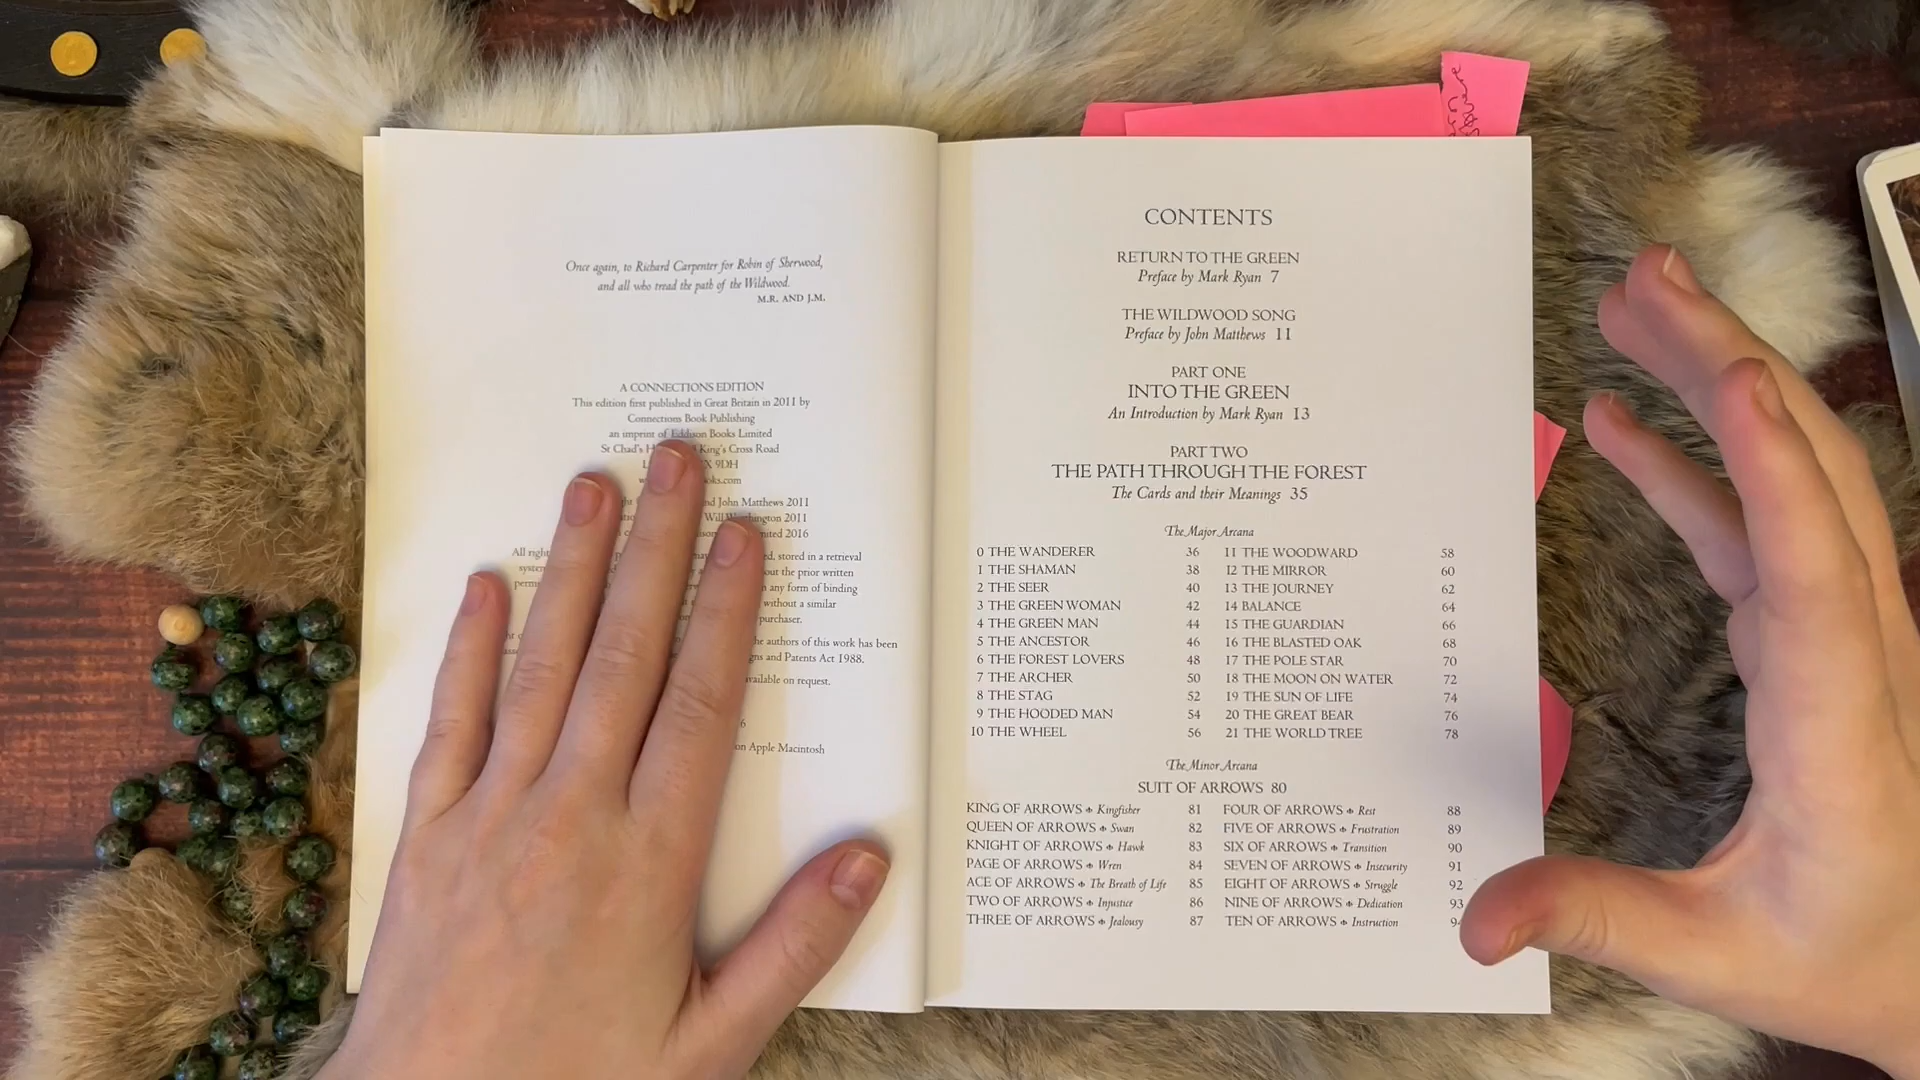 Once again, to Richard Carpenter for Robin of Sherwood,
and all who tread the path of the Wildwood.
M.R. AND J.M.
A CONNECTIONS EDITION
This edition first published in Great Britain in 2011 by
Connections Book Publishing
an imprint of Eddison Books Limited
St Chad's King's Cross Road
9DH
John Matthews 2011
2011
2016
All stored in a retrieval
out the prior written
any form of binding
without a similar
purchaser.
authors of this work has been
and Patents Act 1988.
available on request.
6
on Apple Macintosh
CONTENTS
RETURN TO THE GREEN
Preface by Mark Ryan 7
THE WILDWOOD SONG
Preface by John Matthews 11
PART ONE
INTO THE GREEN
An Introduction by Mark Ryan 13
PART TWO
THE PATH THROUGH THE FOREST
The Cards and their Meanings 35
The Major Arcana
0 THE WANDERER 36
1 THE SHAMAN 38
2 THE SEER 40
3 THE GREEN WOMAN 42
4 THE GREEN MAN 44
5 THE ANCESTOR 46
6 THE FOREST LOVERS 48
7 THE ARCHER 50
8 THE STAG 52
9 THE HOODED MAN 54
10 THE WHEEL 56
11 THE WOODWARD 58
12 THE MIRROR 60
13 THE JOURNEY 62
14 BALANCE 64
15 THE GUARDIAN 66
16 THE BLASTED OAK 68
17 THE POLE STAR 70
18 THE MOON ON WATER 72
19 THE SUN OF LIFE 74
20 THE GREAT BEAR 76
21 THE WORLD TREE 78
The Minor Arcana
SUIT OF ARROWS 80
KING OF ARROWS ✦ Kingfisher 81
QUEEN OF ARROWS ✦ Swan 82
KNIGHT OF ARROWS ✦ Hawk 83
PAGE OF ARROWS ✦ Wren 84
ACE OF ARROWS ✦ The Breath of Life 85
TWO OF ARROWS ✦ Injustice 86
THREE OF ARROWS ✦ Jealousy 87
FOUR OF ARROWS ✦ Rest 88
FIVE OF ARROWS ✦ Frustration 89
SIX OF ARROWS ✦ Transition 90
SEVEN OF ARROWS ✦ Insecurity 91
EIGHT OF ARROWS ✦ Struggle 92
NINE OF ARROWS ✦ Dedication 93
TEN OF ARROWS ✦ Instruction